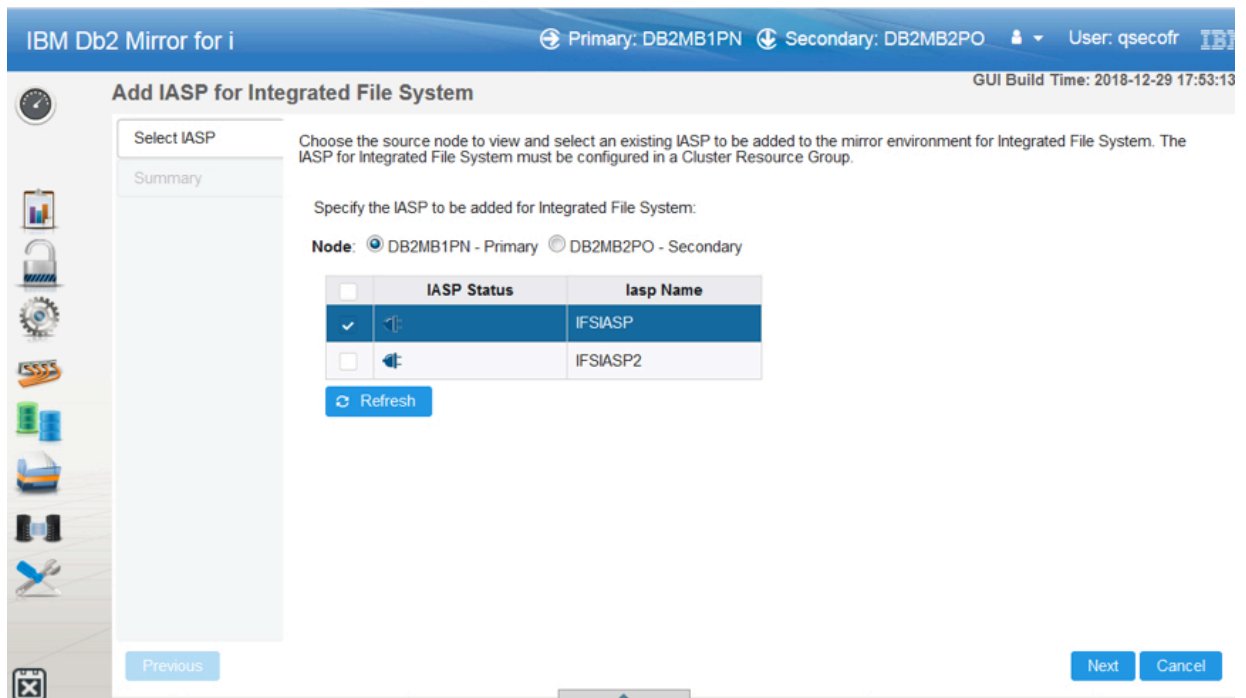 IBM Db2 Mirror for i
Primary: DB2MB1PN
Secondary: DB2MB2PO
User: qsecofr
IBM
GUI Build Time: 2018-12-29 17:53:13
Add IASP for Integrated File System
Select IASP
Summary
Choose the source node to view and select an existing IASP to be added to the mirror environment for Integrated File System. The
IASP for Integrated File System must be configured in a Cluster Resource Group.
Specify the IASP to be added for Integrated File System:
Node: DB2MB1PN - Primary DB2MB2PO - Secondary
IASP Status Iasp Name
IFSIASP
IFSIASP2
Refresh
Previous
Next
Cancel